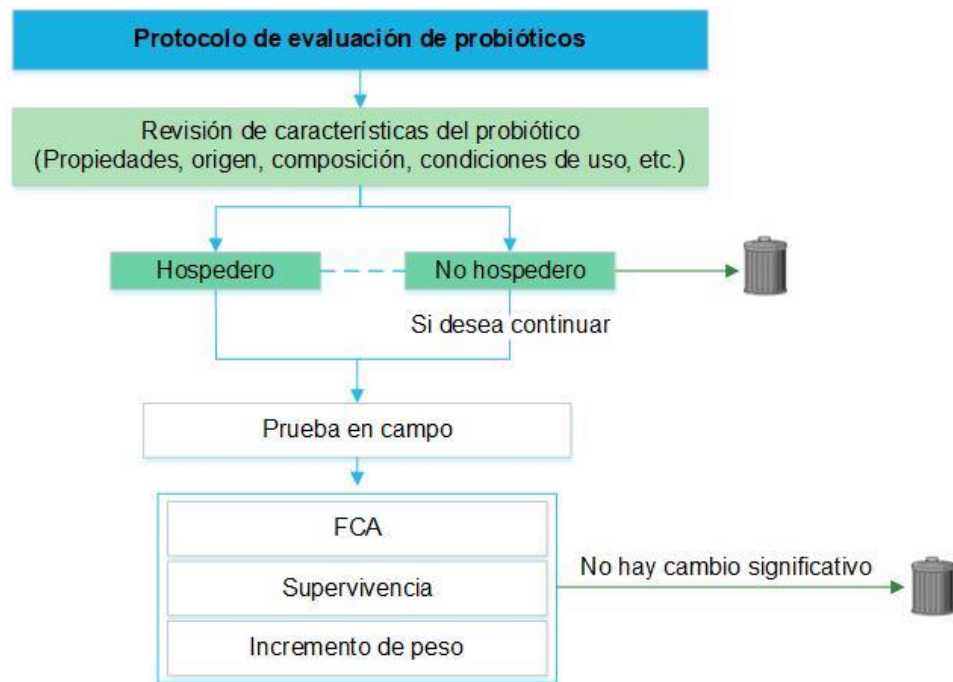 Protocolo de evaluación de probióticos
Revisión de características del probiótico
(Propiedades, origen, composición, condiciones de uso, etc.)
Hospedero
No hospedero
Si desea continuar
Prueba en campo
FCA
Supervivencia
Incremento de peso
No hay cambio significativo